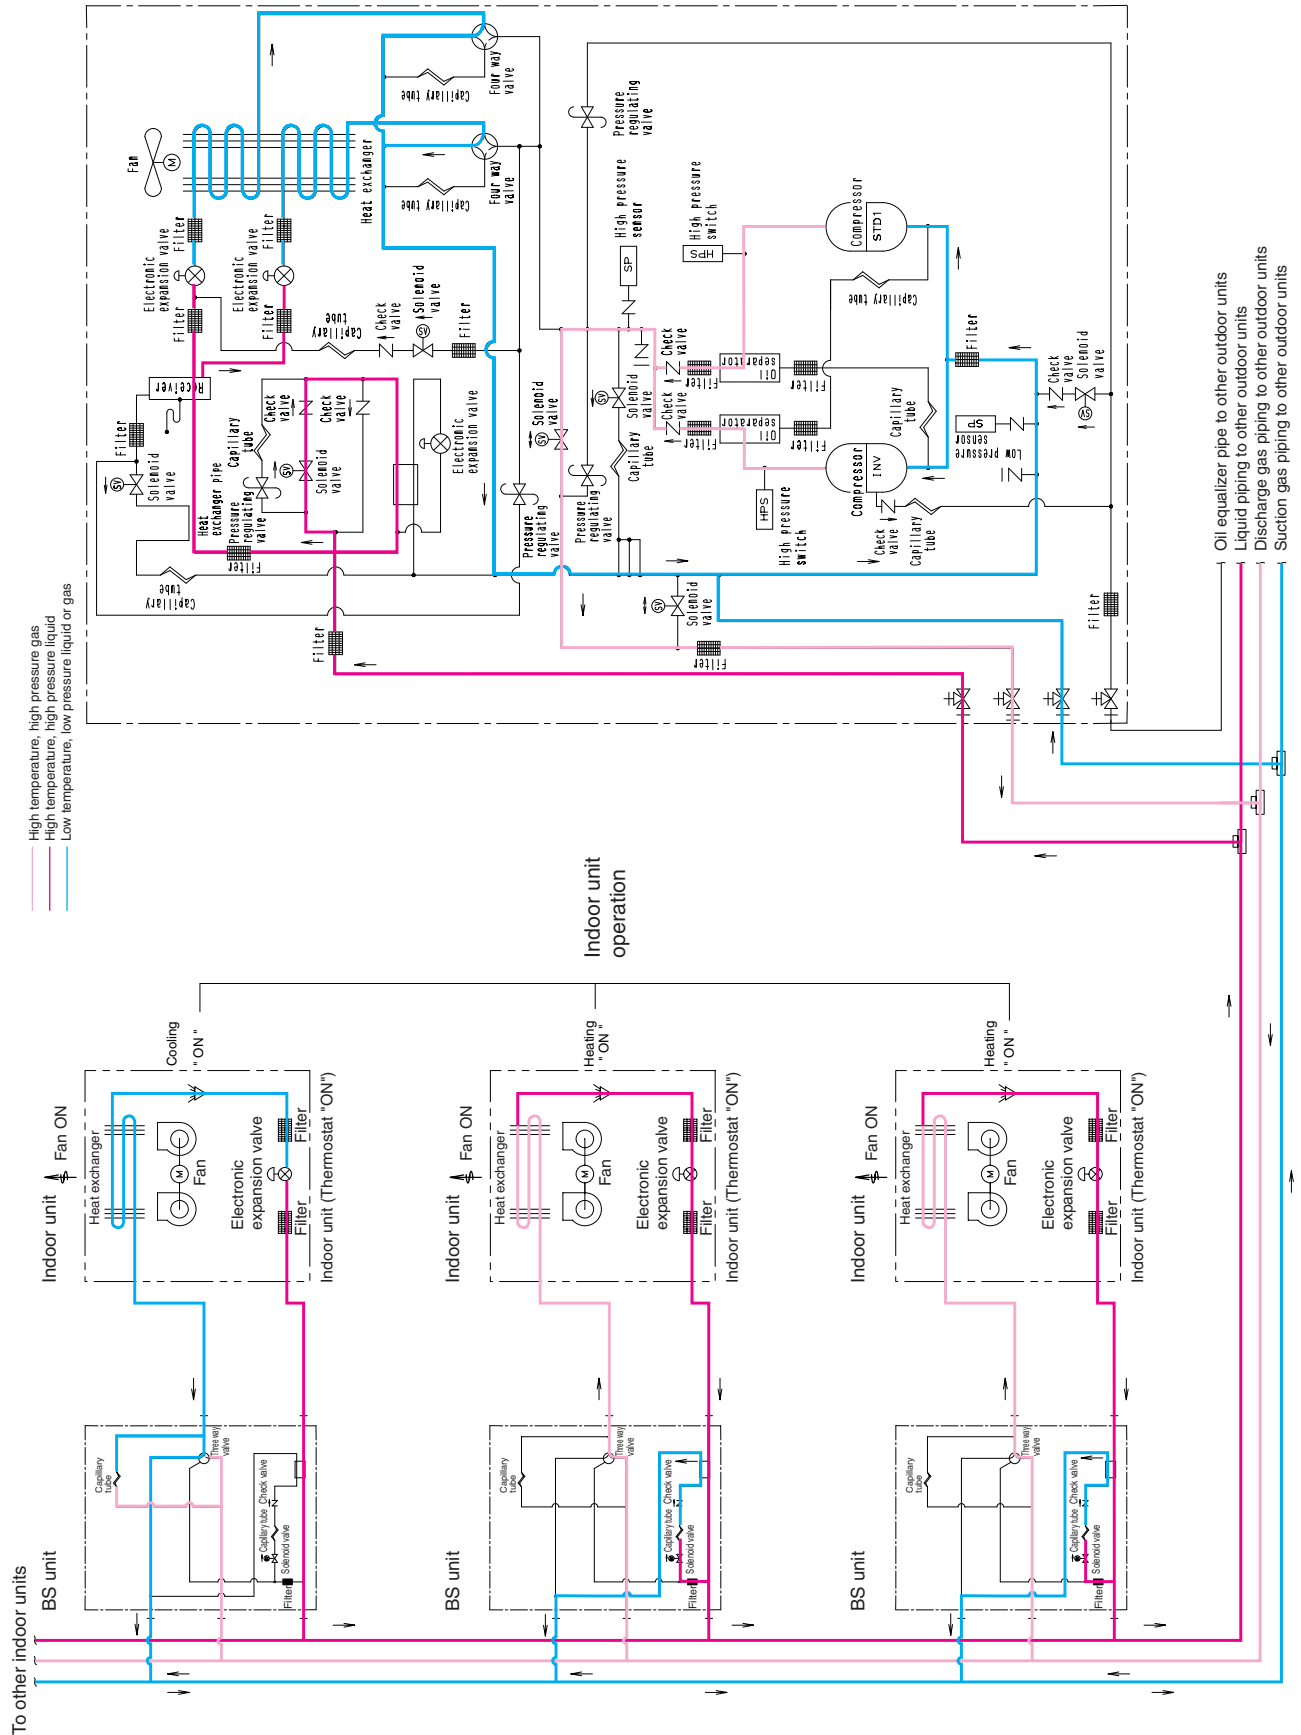 High temperature, high pressure gas
High temperature, high pressure liquid
Low temperature, low pressure liquid or gas
Fan
M
Heat exchanger
Filter
Filter
Electronic
expansion valve
Electronic
expansion valve
Filter
Filter
Receiver
Filter
SV
Solenoid
valve
Capillary
tube
Capillary
tube
Check
valve
SV
Solenoid
valve
Filter
Heat
exchanger pipe
Pressure
regulating
valve
Filter
Capillary
tube
Check
valve
Check
valve
SV
Solenoid
valve
Electronic
expansion valve
Filter
Capillary
tube
Four way
valve
Capillary
tube
Four way
valve
Pressure
regulating
valve
High pressure
sensor
SP
High pressure
switch
HPS
Compressor
STD1
Capillary
tube
Check
valve
Filter
Oil
separator
Filter
Check
valve
Filter
Oil
separator
Filter
Solenoid
valve
SV
SV
Solenoid
valve
Capillary
tube
Pressure
regulating
valve
Pressure
regulating
valve
HPS
High pressure
switch
Compressor
INV
Capillary
tube
Check
valve
Capillary
tube
Filter
SP
Low pressure
sensor
Check
valve
Solenoid
valve
SV
SV
Solenoid
valve
Filter
Filter
Oil equalizer pipe to other outdoor units
Liquid piping to other outdoor units
Discharge gas piping to other outdoor units
Suction gas piping to other outdoor units
Indoor unit
operation
Cooling
" ON "
Heating
" ON "
Heating
" ON "
Indoor unit
Fan ON
Heat exchanger
M
Fan
Electronic
expansion valve
Filter
Filter
Indoor unit (Thermostat "ON")
Indoor unit
Fan ON
Heat exchanger
M
Fan
Electronic
expansion valve
Filter
Filter
Indoor unit (Thermostat "ON")
Indoor unit
Fan ON
Heat exchanger
M
Fan
Electronic
expansion valve
Filter
Filter
Indoor unit (Thermostat "ON")
To other indoor units
BS unit
Capillary
tube
Three way
valve
Capillary tube
Check valve
Solenoid valve
Filter
BS unit
Capillary
tube
Three way
valve
Capillary tube
Check valve
Solenoid valve
Filter
BS unit
Capillary
tube
Three way
valve
Capillary tube
Check valve
Solenoid valve
Filter